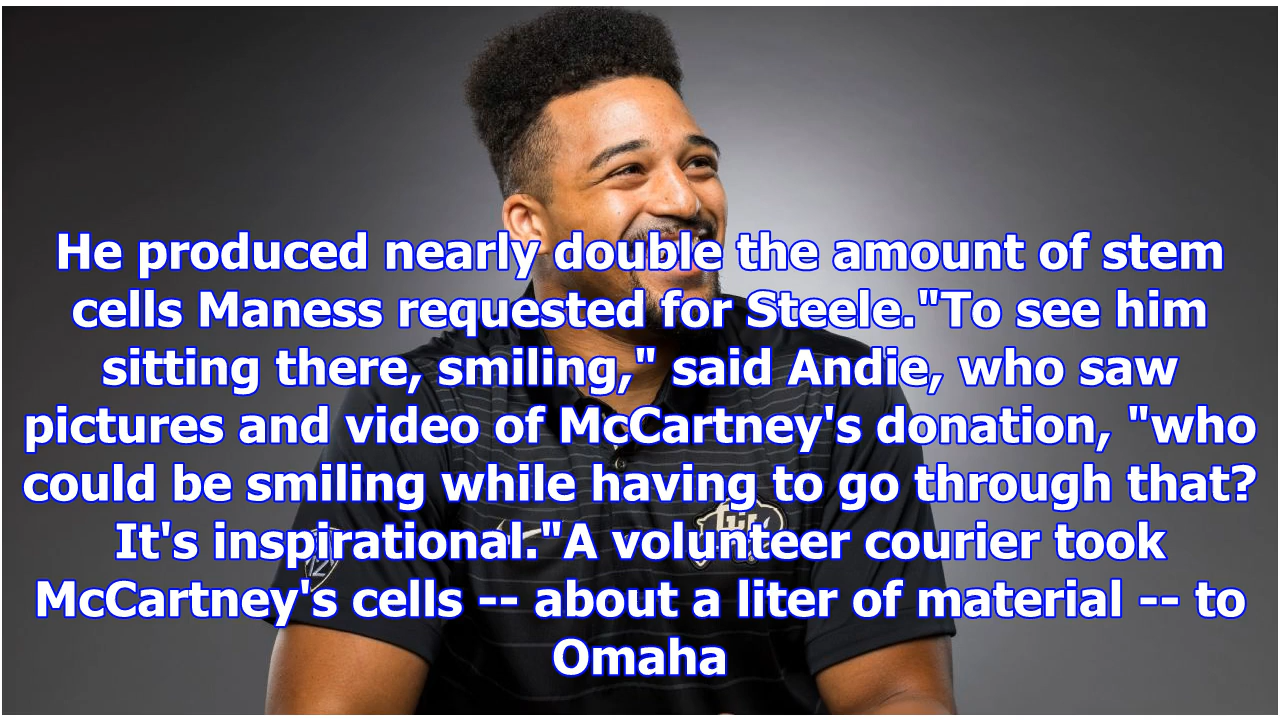 He produced nearly double the amount of stem
cells Maness requested for Steele."To see him
sitting there, smiling," said Andie, who saw
pictures and video of McCartney's donation, "who
could be smiling while having to go through that?
It's inspirational."A volunteer courier took
McCartney's cells -- about a liter of material -- to
Omaha